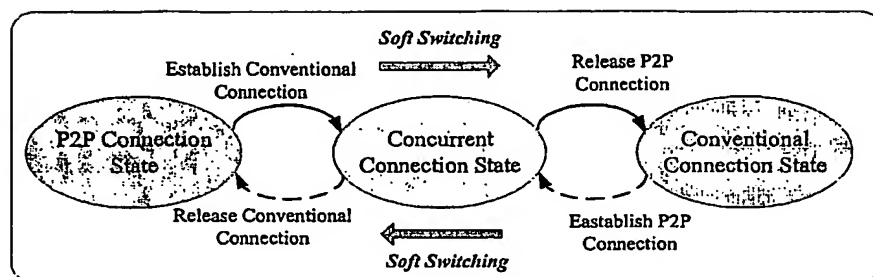 Soft Switching
Establish Conventional
Connection
Release P2P
Connection
P2P Connection
State
Concurrent
Connection State
Conventional
Connection State
Release Conventional
Connection
Eastablish P2P
Connection
Soft Switching